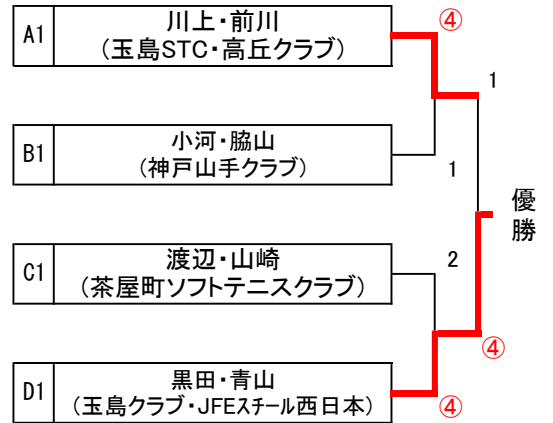 A1
川上・前川
(玉島STC・高丘クラブ)
④
1
B1
小河・脇山
(神戸山手クラブ)
1
優
勝
C1
渡辺・山崎
(茶屋町ソフトテニスクラブ)
2
④
D1
黒田・青山
(玉島クラブ・JFEスチール西日本)
④